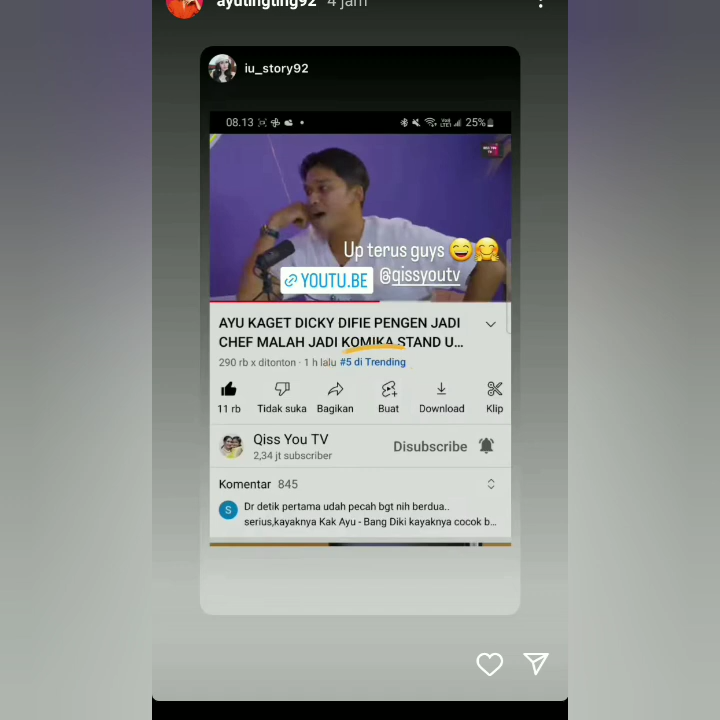 ayutingting92 4 jam
iu_story92
08.13 25%
Up terus guys
YOUTU.BE @qissyoutv
AYU KAGET DICKY DIFIE PENGEN JADI
CHEF MALAH JADI KOMIKA STAND U...
290 rb x ditonton · 1 h lalu #5 di Trending
11 rb Tidak suka Bagikan Buat Download Klip
Qiss You TV
2,34 jt subscriber
Disubscribe
Komentar 845
S
Dr detik pertama udah pecah bgt nih berdua..
serius,kayaknya Kak Ayu - Bang Diki kayaknya cocok b...